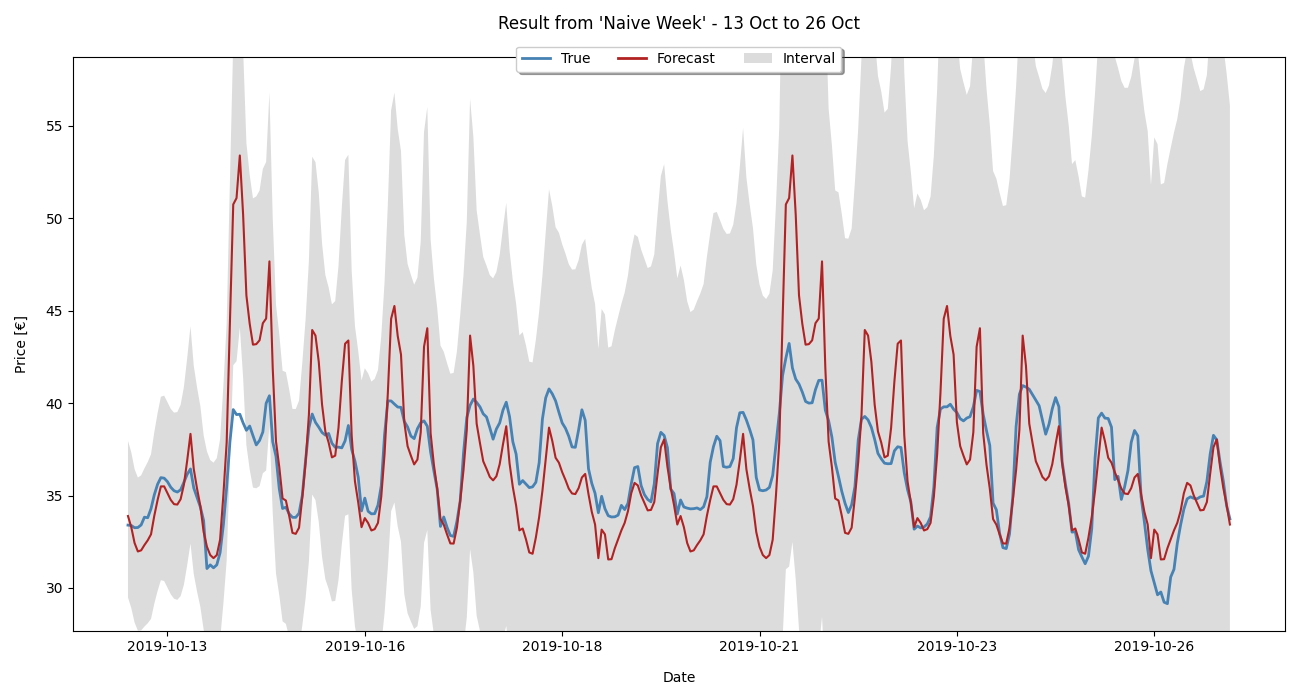 Result from 'Naive Week' - 13 Oct to 26 Oct
True Forecast Interval
Price [€]
55
50
45
40
35
30
2019-10-13 2019-10-16 2019-10-18 2019-10-21 2019-10-23 2019-10-26
Date